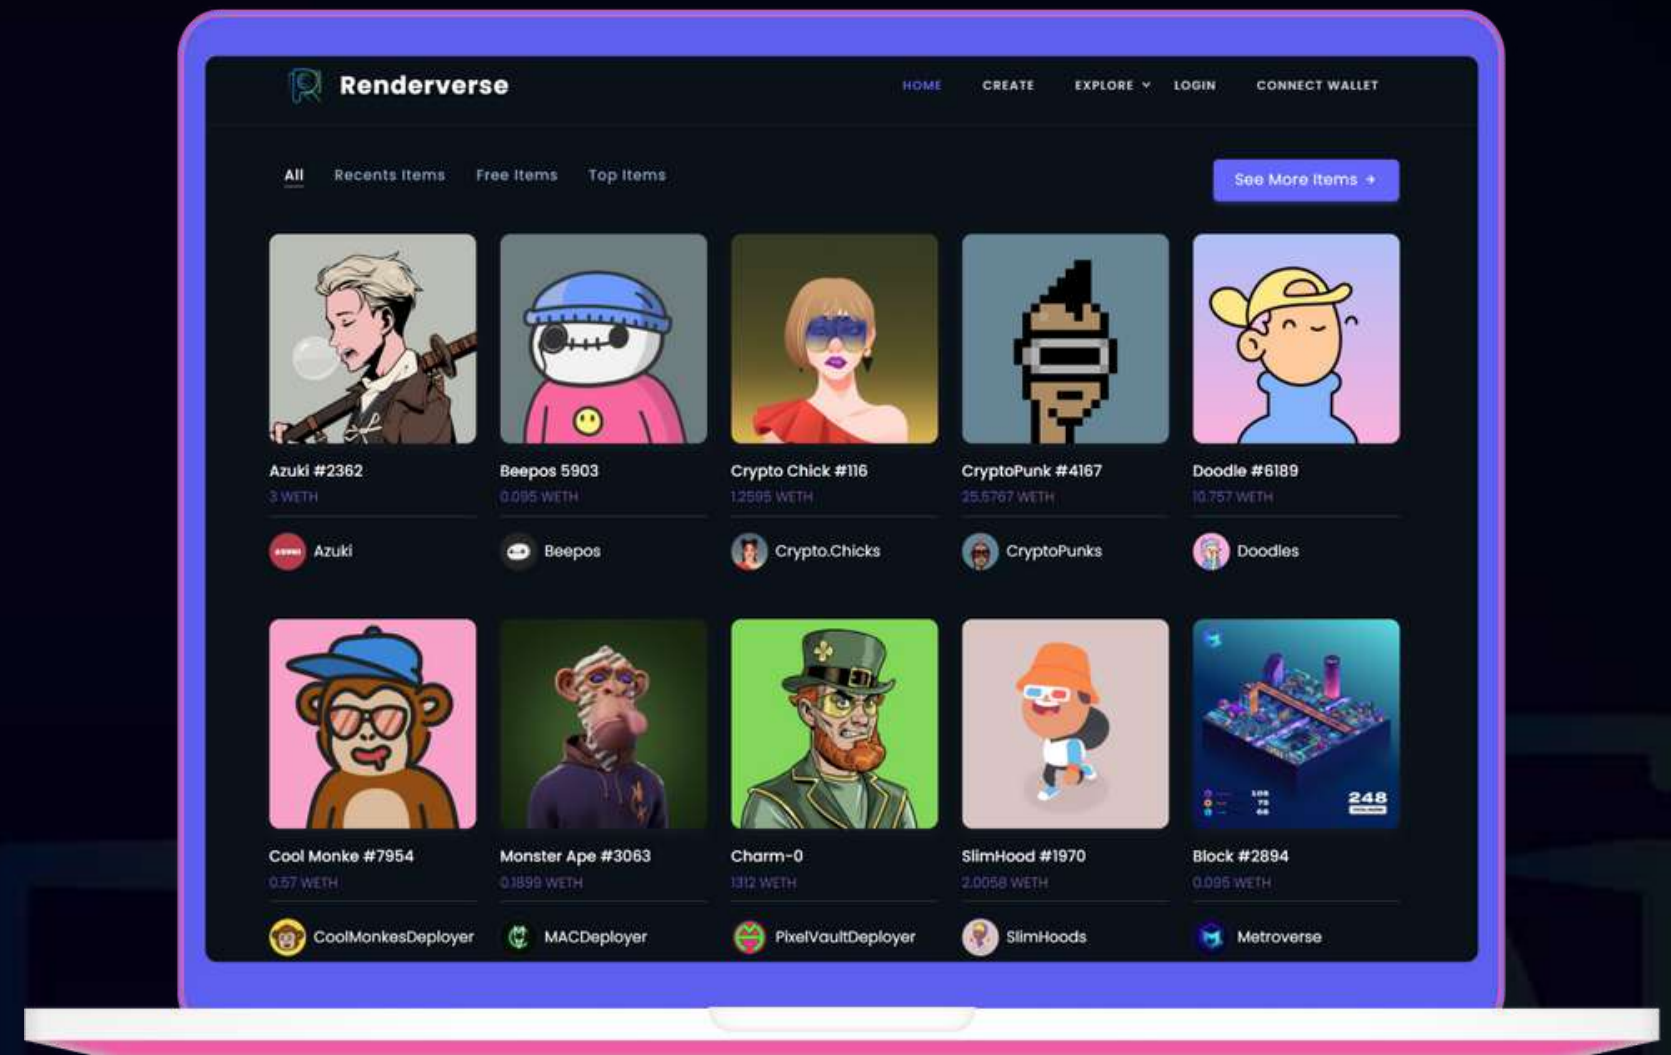 Renderverse
HOME CREATE EXPLORE LOGIN CONNECT WALLET
All Recents Items Free Items Top Items
See More Items →
Azuki #2362 Beepos 5903 Crypto Chick #116 CryptoPunk #4167 Doodle #6189
3 WETH 0.095 WETH 1.2595 WETH 25.5767 WETH 10.757 WETH
AZUKI Azuki Beepos Crypto.Chicks CryptoPunks Doodles
105
75
248
68
Cool Monke #7954 Monster Ape #3063 Charm-0 SlimHood #1970 Block #2894
0.57 WETH 0.1899 WETH 1312 WETH 2.0058 WETH 0.095 WETH
CoolMonkesDeployer MACDeployer PixelVaultDeployer SlimHoods Metroverse